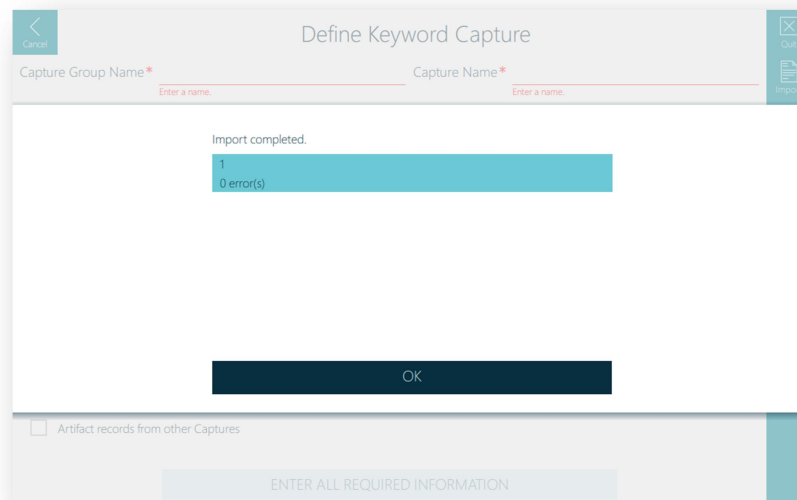 Define Keyword Capture
Cancel
Capture Group Name*
Capture Name*
Enter a name.
Enter a name.
Import completed.
1
0 error(s)
OK
Artifact records from other Captures
ENTER ALL REQUIRED INFORMATION